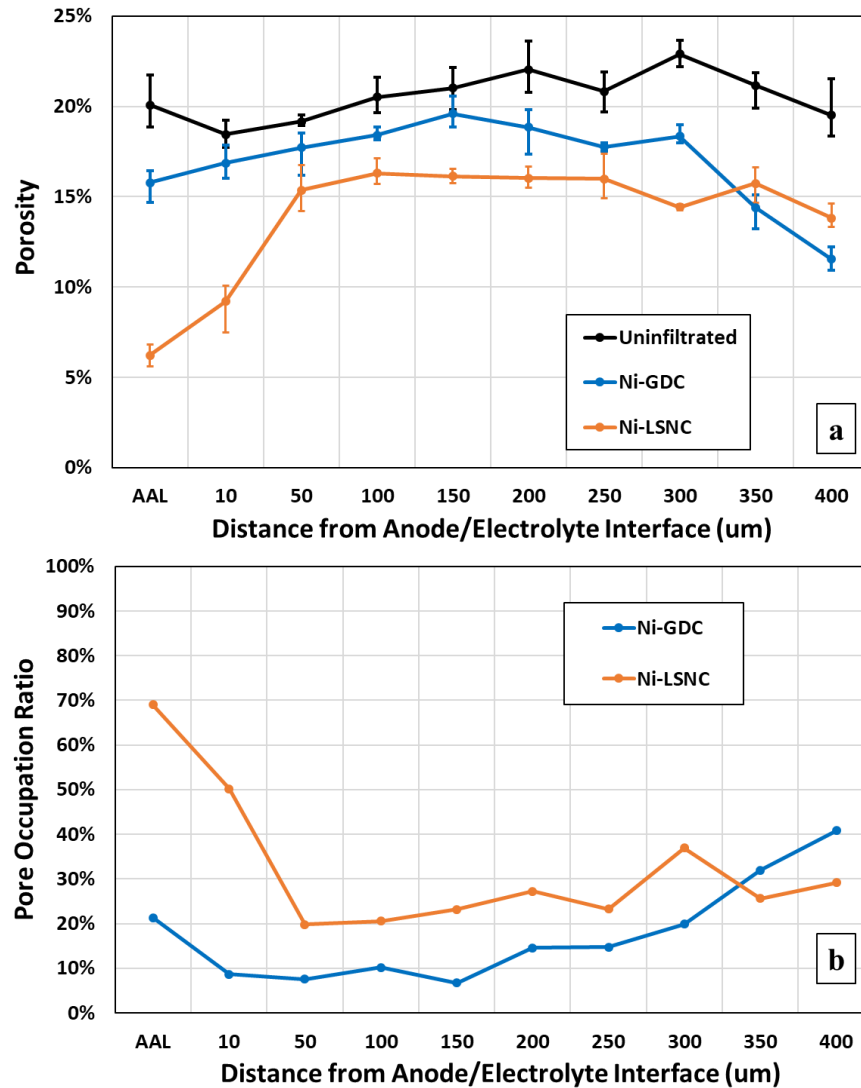 25%
20%
15%
10%
5%
0%
Porosity
Uninfiltrated
Ni-GDC
Ni-LSNC
a
AAL 10 50 100 150 200 250 300 350 400
Distance from Anode/Electrolyte Interface (um)
100%
90%
80%
70%
60%
50%
40%
30%
20%
10%
0%
Pore Occupation Ratio
Ni-GDC
Ni-LSNC
b
AAL 10 50 100 150 200 250 300 350 400
Distance from Anode/Electrolyte Interface (um)